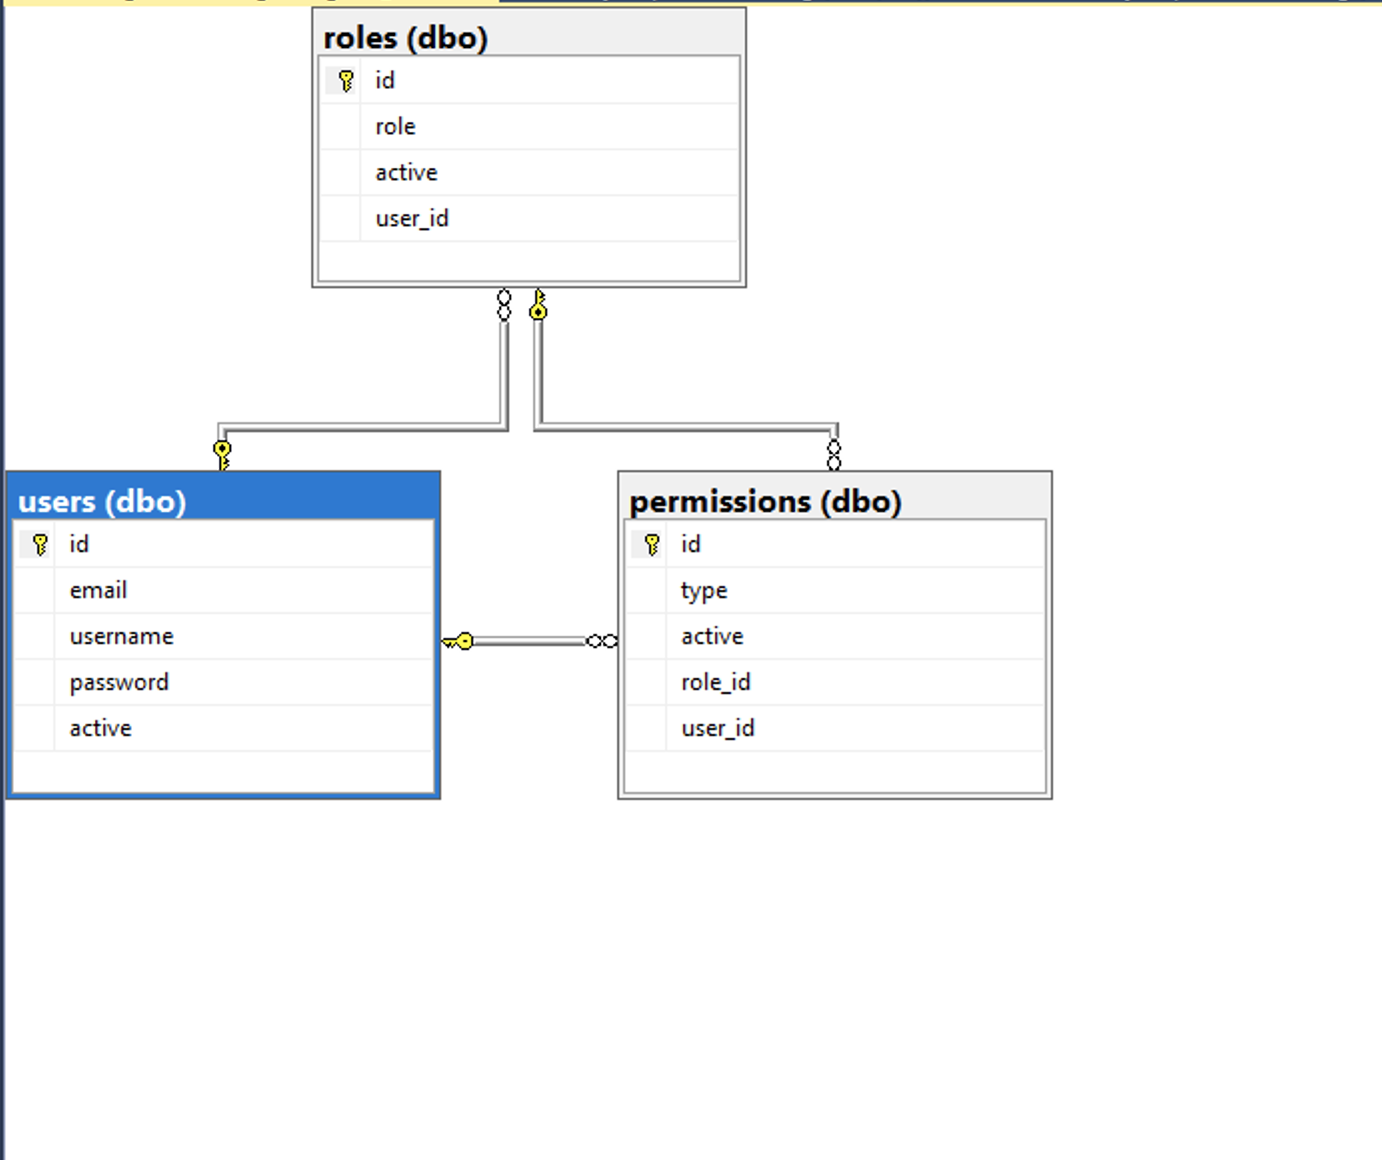 roles (dbo)
id
role
active
user_id
users (dbo)
id
email
username
password
active
permissions (dbo)
id
type
active
role_id
user_id